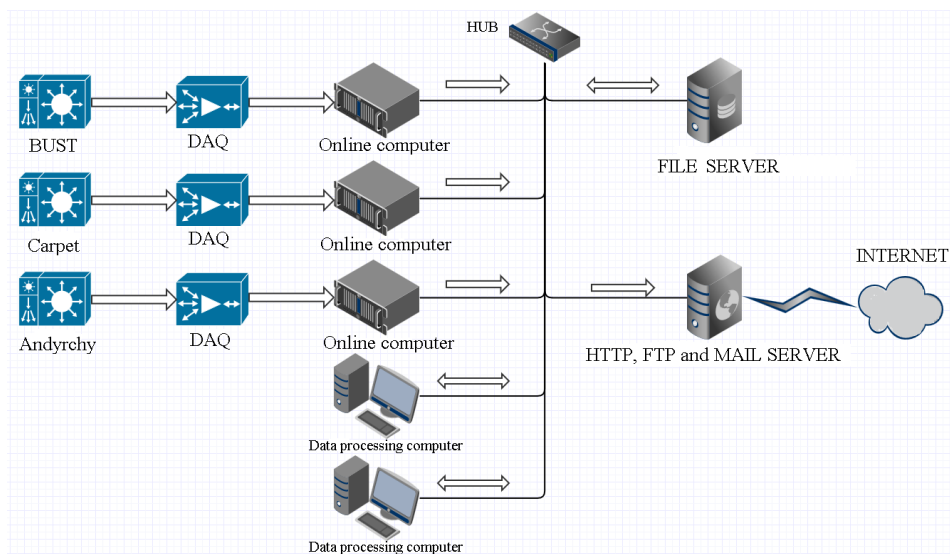 HUB
BUST
DAQ
Online computer
FILE SERVER
Carpet
DAQ
Online computer
INTERNET
Andyrchy
DAQ
Online computer
HTTP, FTP and MAIL SERVER
Data processing computer
Data processing computer